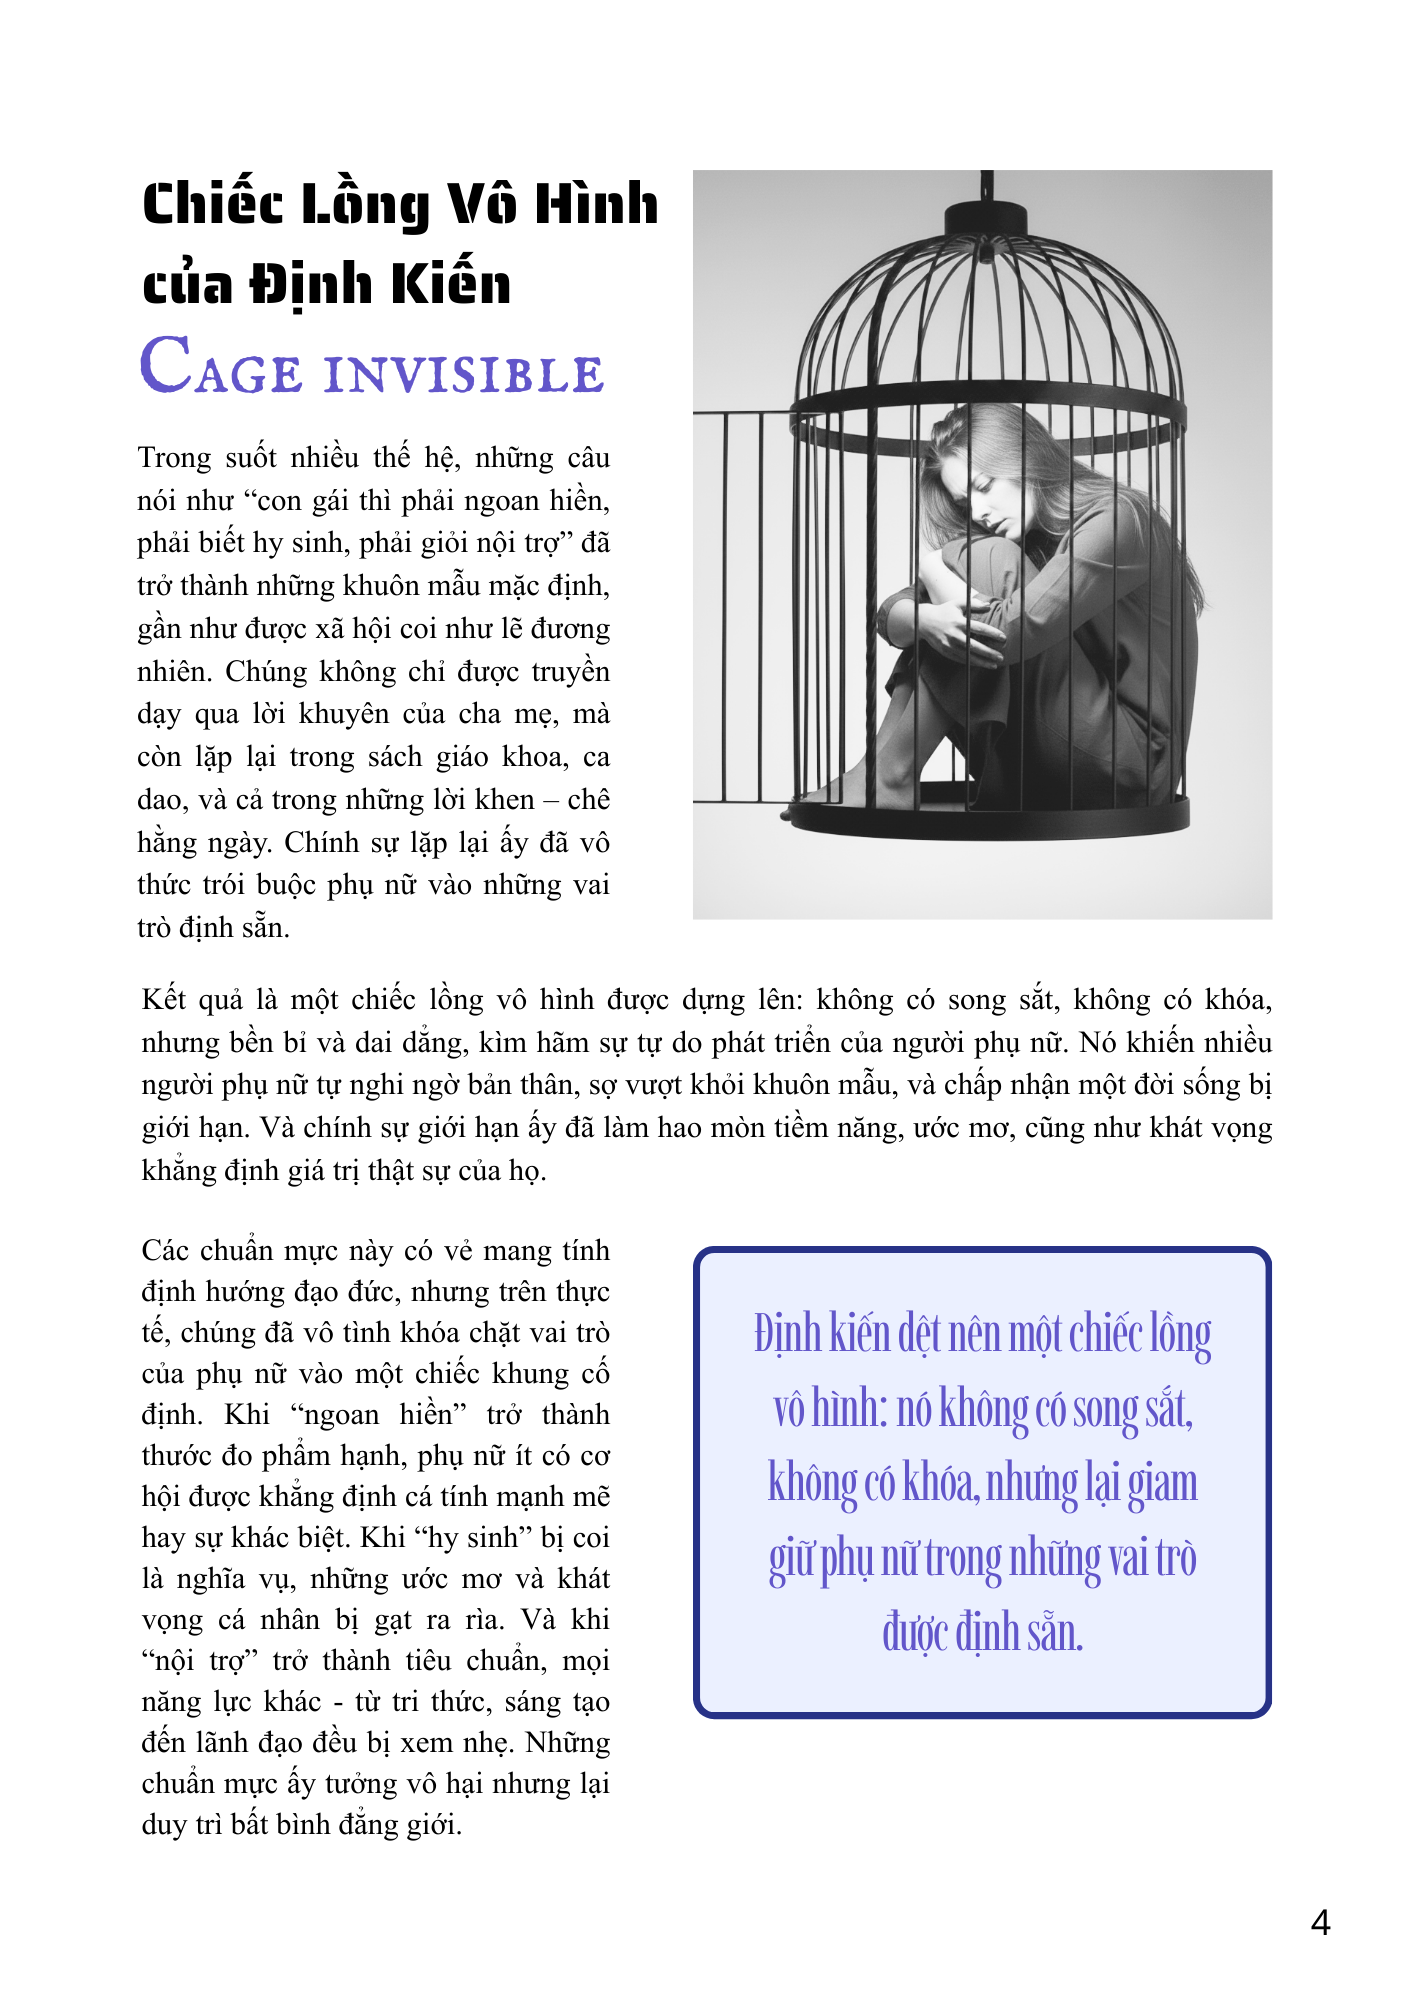 Chiếc Lồng Vô Hình
của Định Kiến
CAGE INVISIBLE
Trong suốt nhiều thế hệ, những câu
nói như “con gái thì phải ngoan hiền,
phải biết hy sinh, phải giỏi nội trợ” đã
trở thành những khuôn mẫu mặc định,
gần như được xã hội coi như lẽ đương
nhiên. Chúng không chỉ được truyền
dạy qua lời khuyên của cha mẹ, mà
còn lặp lại trong sách giáo khoa, ca
dao, và cả trong những lời khen – chê
hằng ngày. Chính sự lặp lại ấy đã vô
thức trói buộc phụ nữ vào những vai
trò định sẵn.
Kết quả là một chiếc lồng vô hình được dựng lên: không có song sắt, không có khóa,
nhưng bền bỉ và dai dẳng, kìm hãm sự tự do phát triển của người phụ nữ. Nó khiến nhiều
người phụ nữ tự nghi ngờ bản thân, sợ vượt khỏi khuôn mẫu, và chấp nhận một đời sống bị
giới hạn. Và chính sự giới hạn ấy đã làm hao mòn tiềm năng, ước mơ, cũng như khát vọng
khẳng định giá trị thật sự của họ.
Các chuẩn mực này có vẻ mang tính
định hướng đạo đức, nhưng trên thực
tế, chúng đã vô tình khóa chặt vai trò
của phụ nữ vào một chiếc khung cố
định. Khi “ngoan hiền” trở thành
thước đo phẩm hạnh, phụ nữ ít có cơ
hội được khẳng định cá tính mạnh mẽ
hay sự khác biệt. Khi “hy sinh” bị coi
là nghĩa vụ, những ước mơ và khát
vọng cá nhân bị gạt ra rìa. Và khi
“nội trợ” trở thành tiêu chuẩn, mọi
năng lực khác - từ tri thức, sáng tạo
đến lãnh đạo đều bị xem nhẹ. Những
chuẩn mực ấy tưởng vô hại nhưng lại
duy trì bất bình đẳng giới.
Định kiến dệt nên một chiếc lồng
vô hình: nó không có song sắt,
không có khóa, nhưng lại giam
giữ phụ nữ trong những vai trò
được định sẵn.
4